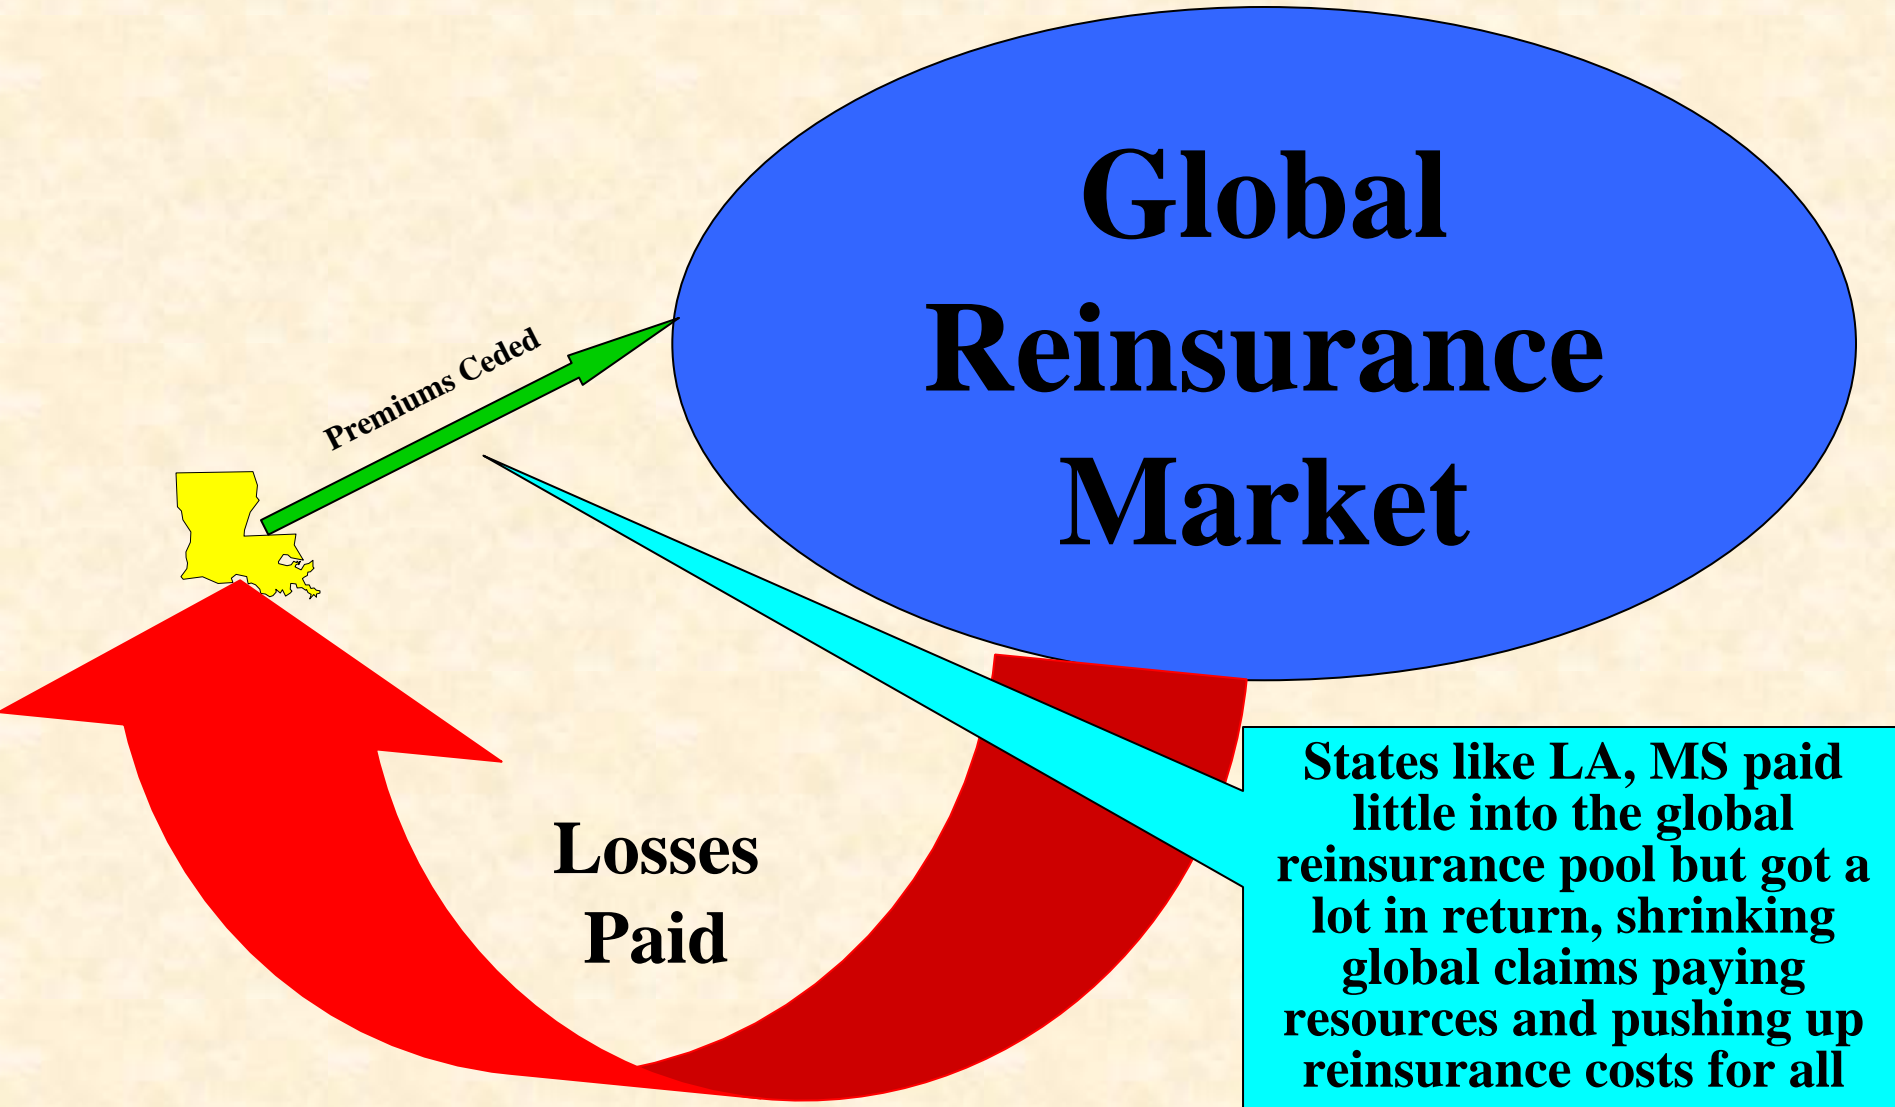 Global
Reinsurance
Market
Premiums Ceded
Losses
Paid
States like LA, MS paid
little into the global
reinsurance pool but got a
lot in return, shrinking
global claims paying
resources and pushing up
reinsurance costs for all